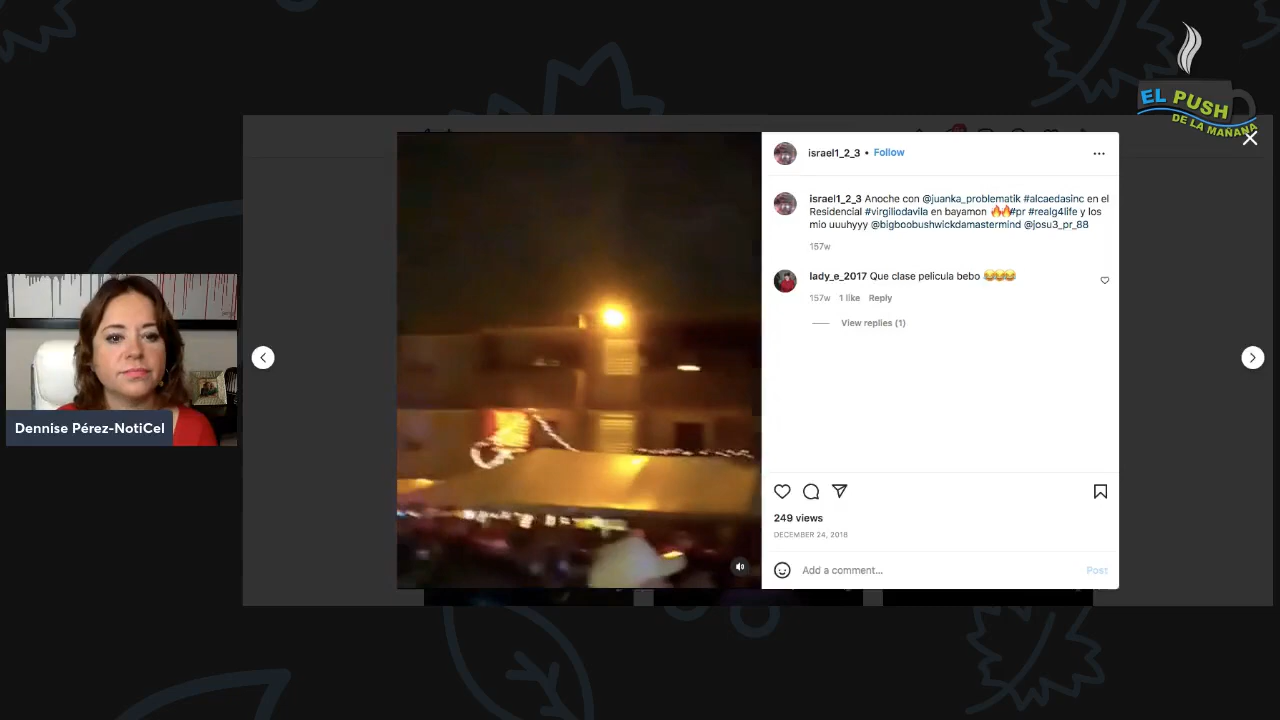 EL PUSH
DE LA MAÑANA
israel1_2_3 • Follow
israel1_2_3 Anoche con @juanka_problematik #alcaedasinc en el
Residencial #virgiliodavila en bayamon 🔥🔥#pr #realg4life y los
mio uuuhyyy @bigboobushwickdamastermind @josu3_pr_88
157w
lady_e_2017 Que clase pelicula bebo 😂😂😂
157w 1 like Reply
View replies (1)
Dennise Pérez-NotiCel
249 views
DECEMBER 24, 2018
Add a comment... Post